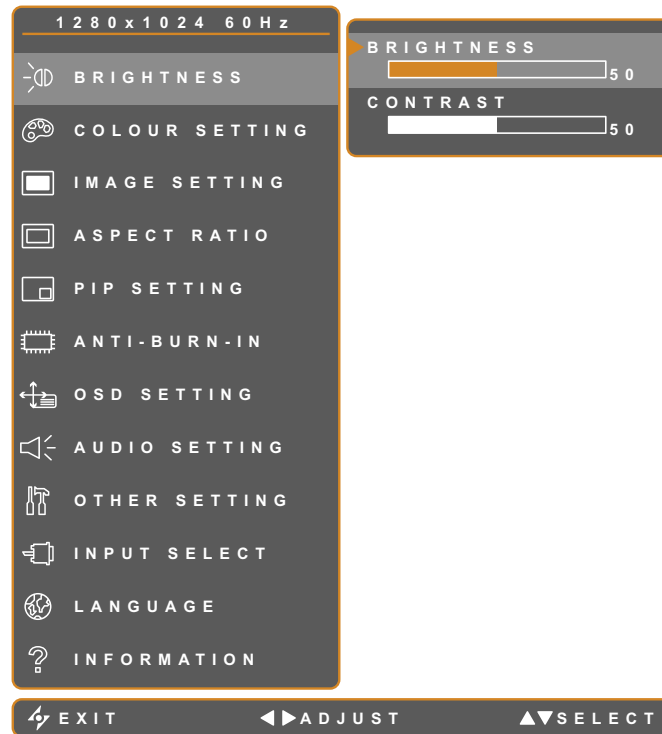 1280x1024 60Hz
BRIGHTNESS
COLOUR SETTING
IMAGE SETTING
ASPECT RATIO
PIP SETTING
ANTI-BURN-IN
OSD SETTING
AUDIO SETTING
OTHER SETTING
INPUT SELECT
LANGUAGE
INFORMATION
BRIGHTNESS
50
CONTRAST
50
EXIT ADJUST SELECT